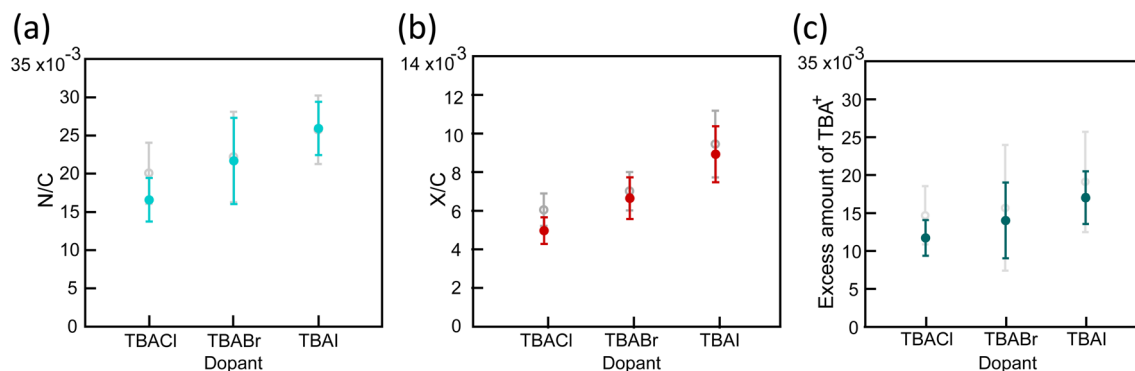 (a)
35 x10-3
30
25
20
15
10
5
0
N/C
TBACl
TBABr
TBAI
Dopant
(b)
14 x10-3
12
10
8
6
4
2
0
X/C
TBACl
TBABr
TBAI
Dopant
(c)
35 x10-3
30
25
20
15
10
5
0
Excess amount of TBA+
TBACl
TBABr
TBAI
Dopant